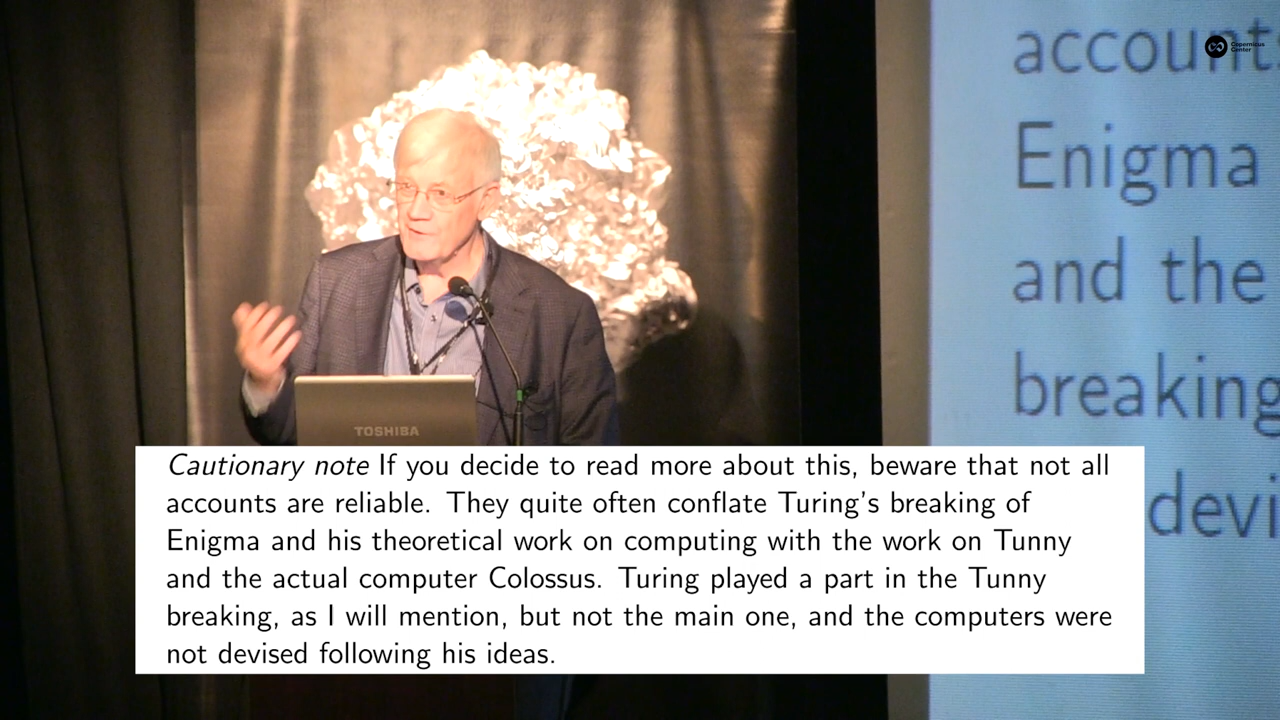 Copernicus
Center
accounts
Enigma
and the
breaking
devi
TOSHIBA
Cautionary note If you decide to read more about this, beware that not all
accounts are reliable. They quite often conflate Turing's breaking of
Enigma and his theoretical work on computing with the work on Tunny
and the actual computer Colossus. Turing played a part in the Tunny
breaking, as I will mention, but not the main one, and the computers were
not devised following his ideas.